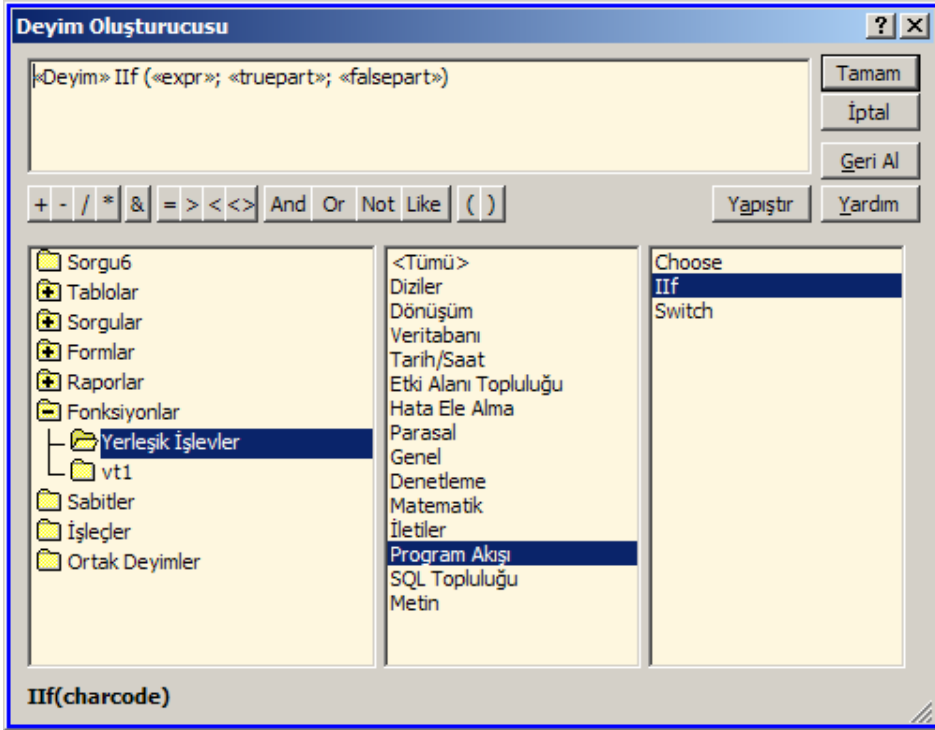 Deyim Oluşturucusu
? X
«Deyim» IIf («expr»; «truepart»; «falsepart»)
Tamam
İptal
Geri Al
+ - / * & = > < <> And Or Not Like ( )
Yapıştır
Yardım
Sorgu6
Tablolar
Sorgular
Formlar
Raporlar
Fonksiyonlar
Yerleşik İşlevler
vt1
Sabitler
İşleçler
Ortak Deyimler
<Tümü>
Diziler
Dönüşüm
Veritabanı
Tarih/Saat
Etki Alanı Topluluğu
Hata Ele Alma
Parasal
Genel
Denetleme
Matematik
İletiler
Program Akışı
SQL Topluluğu
Metin
Choose
IIf
Switch
IIf(charcode)